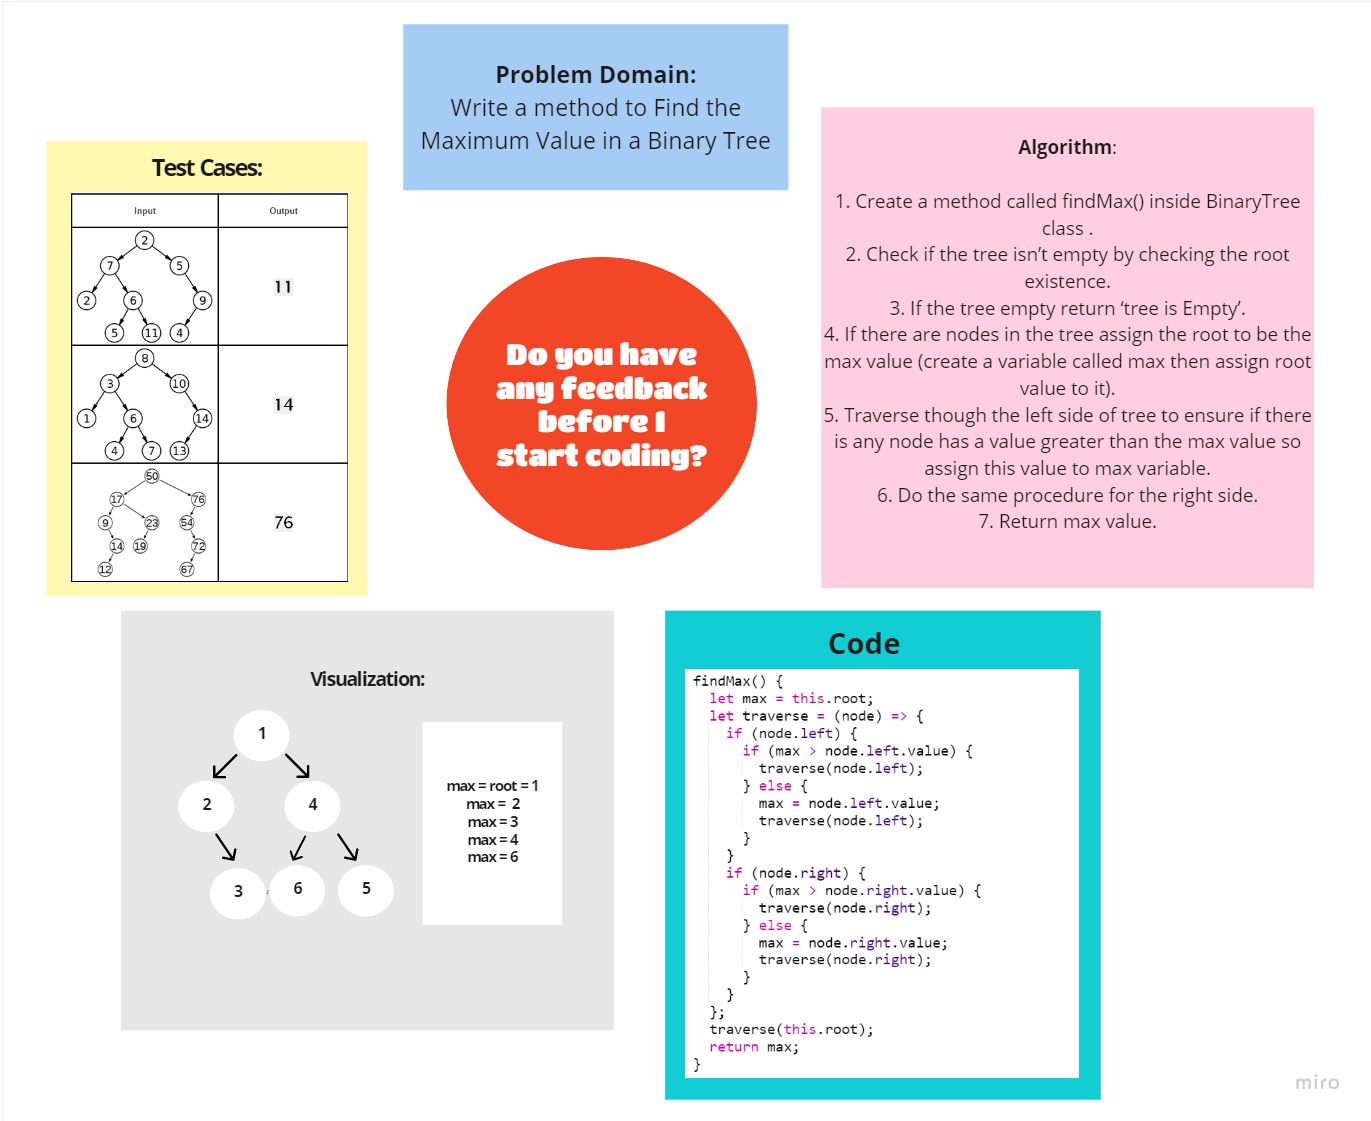 Problem Domain:
Write a method to Find the
Maximum Value in a Binary Tree
Test Cases:
Input
Output
2
7
5
2
6
9
5
11
4
11
8
3
10
1
6
14
4
7
13
14
50
17
76
9
23
54
14
19
72
12
67
76
Do you have
any feedback
before I
start coding?
Algorithm:
1. Create a method called findMax() inside BinaryTree
class .
2. Check if the tree isn’t empty by checking the root
existence.
3. If the tree empty return ‘tree is Empty’.
4. If there are nodes in the tree assign the root to be the
max value (create a variable called max then assign root
value to it).
5. Traverse though the left side of tree to ensure if there
is any node has a value greater than the max value so
assign this value to max variable.
6. Do the same procedure for the right side.
7. Return max value.
Visualization:
1
2
4
3
6
5
max = root = 1
max = 2
max = 3
max = 4
max = 6
Code
findMax() {
let max = this.root;
let traverse = (node) => {
if (node.left) {
if (max > node.left.value) {
traverse(node.left);
} else {
max = node.left.value;
traverse(node.left);
}
}
if (node.right) {
if (max > node.right.value) {
traverse(node.right);
} else {
max = node.right.value;
traverse(node.right);
}
}
};
traverse(this.root);
return max;
}
miro